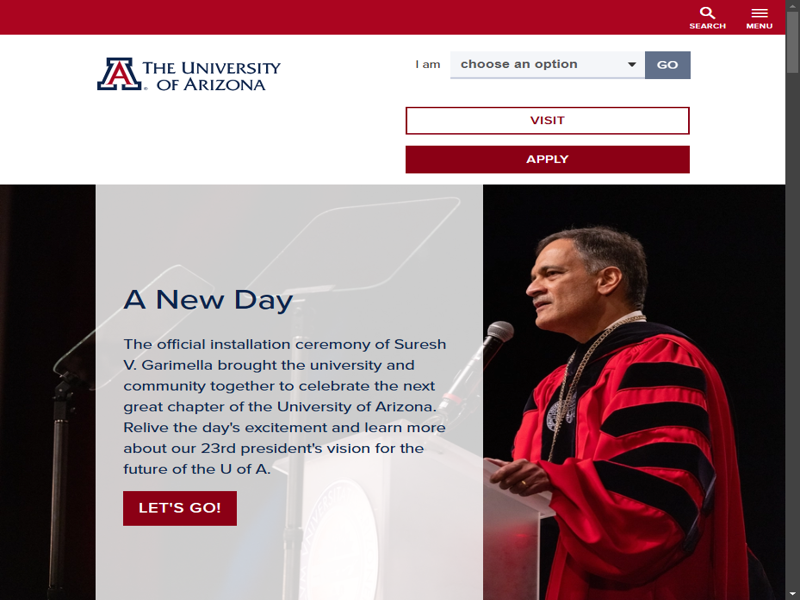 SEARCH
MENU
THE UNIVERSITY
OF ARIZONA
I am
choose an option
GO
VISIT
APPLY
A New Day
The official installation ceremony of Suresh
V. Garimella brought the university and
community together to celebrate the next
great chapter of the University of Arizona.
Relive the day's excitement and learn more
about our 23rd president's vision for the
future of the U of A.
LET'S GO!